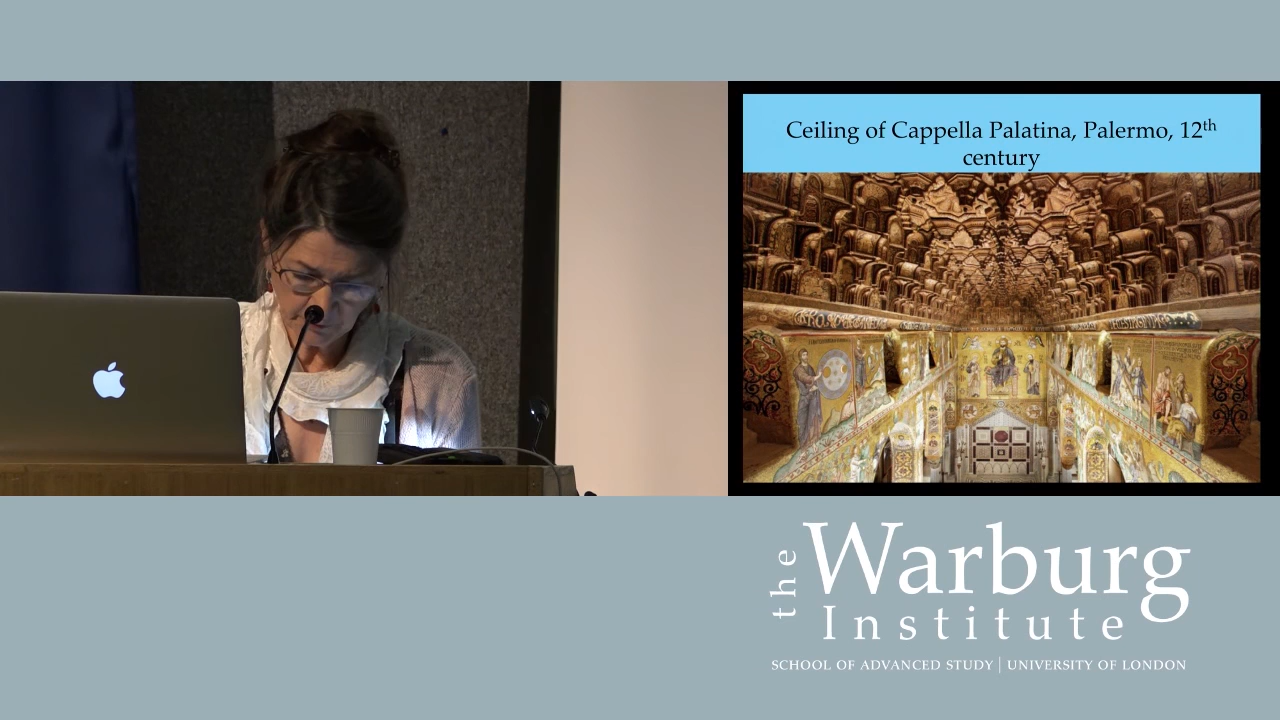 Ceiling of Cappella Palatina, Palermo, 12th
century
the Warburg
Institute
SCHOOL OF ADVANCED STUDY | UNIVERSITY OF LONDON